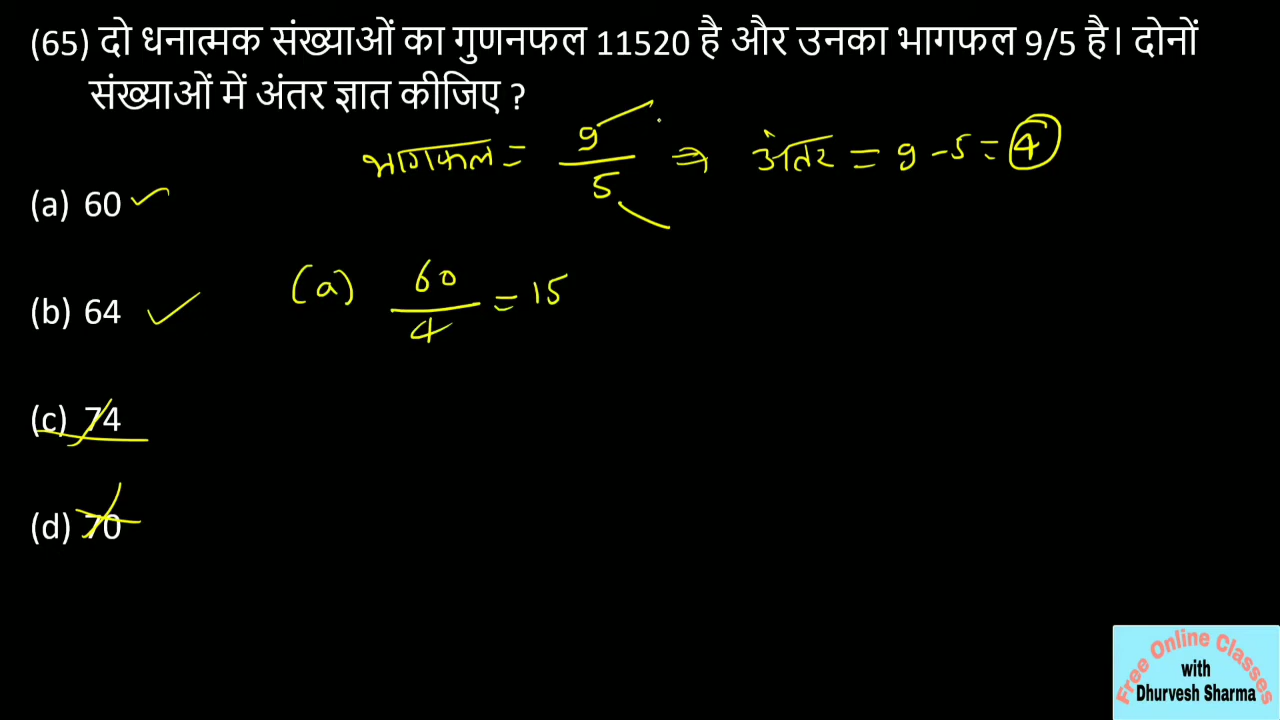 (65) दो धनात्मक संख्याओं का गुणनफल 11520 है और उनका भागफल 9/5 है। दोनों
संख्याओं में अंतर ज्ञात कीजिए ?
भागफल = 9/5 ⇒ अंतर = 9 - 5 = 4
(a) 60
(b) 64
(a) 60/4 = 15
(c) 74
(d) 70
Free Online Classes
with
Dhurvesh Sharma